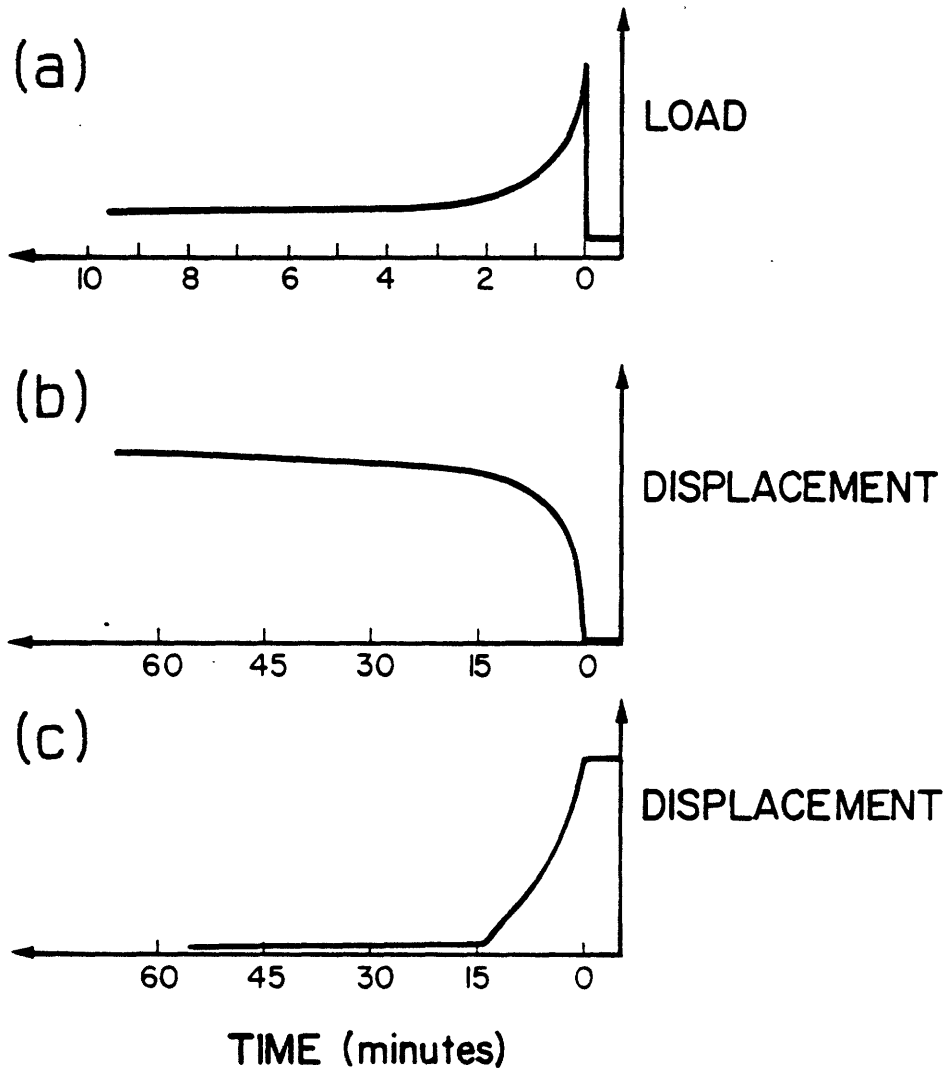 (a)
LOAD
10 8 6 4 2 0
(b)
DISPLACEMENT
60 45 30 15 0
(c)
DISPLACEMENT
60 45 30 15 0
TIME (minutes)